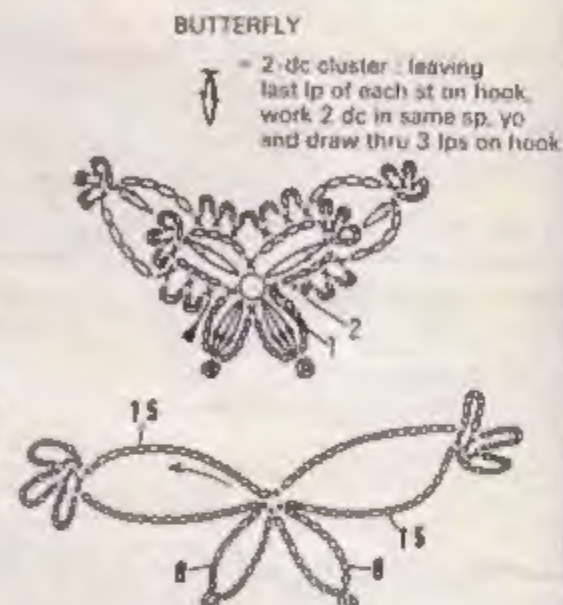 BUTTERFLY
= 2-dc cluster : leaving
last lp of each st on hook,
work 2 dc in same sp, yo
and draw thru 3 lps on hook
2
1
15
15
8 8